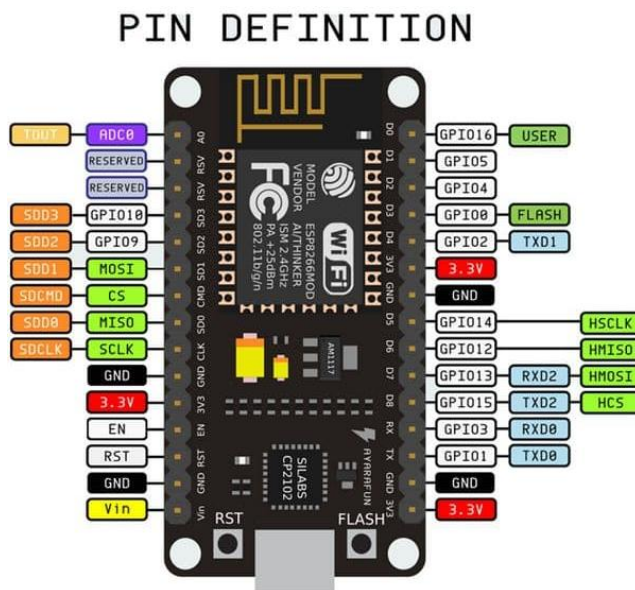 PIN DEFINITION
TOUT ADC0 A0 D0 GPIO16 USER
RESERVED RSV D1 GPIO5
RESERVED RSV D2 GPIO4
SDD3 GPIO10 SD3 D3 GPIO0 FLASH
SDD2 GPIO9 SD2 D4 GPIO2 TXD1
SDD1 MOSI SD1 3V3 3.3V
SDCMD CS CMD GND GND
SDD0 MISO SD0 D5 GPIO14 HSCLK
SDCLK SCLK CLK D6 GPIO12 HMISO
GND GND D7 GPIO13 RXD2 HMOSI
3.3V 3V3 D8 GPIO15 TXD2 HCS
EN EN RX GPIO3 RXD0
RST RST TX GPIO1 TXD0
GND GND GND GND
Vin Vin 3V3 3.3V
MODEL ESP8266MOD
VENDOR AI/THINKER
ISM 2.4GHz
PA +25dBm
802.11b/g/n
FC
WiFi
AM1117
SILABS
CP2102
AYARAFUN
RST
FLASH